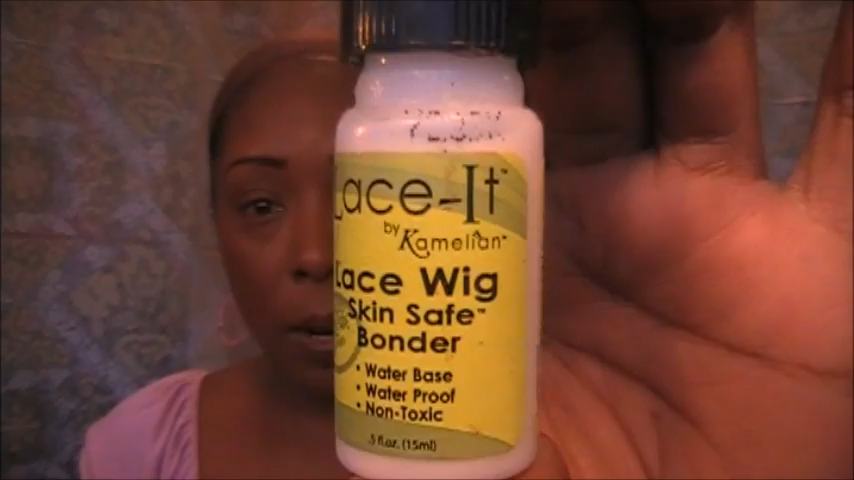 Lace-It™
by Kamelian™
Lace Wig
Skin Safe™
Bonder
• Water Base
• Water Proof
• Non-Toxic
.5 fl.oz. (15ml)